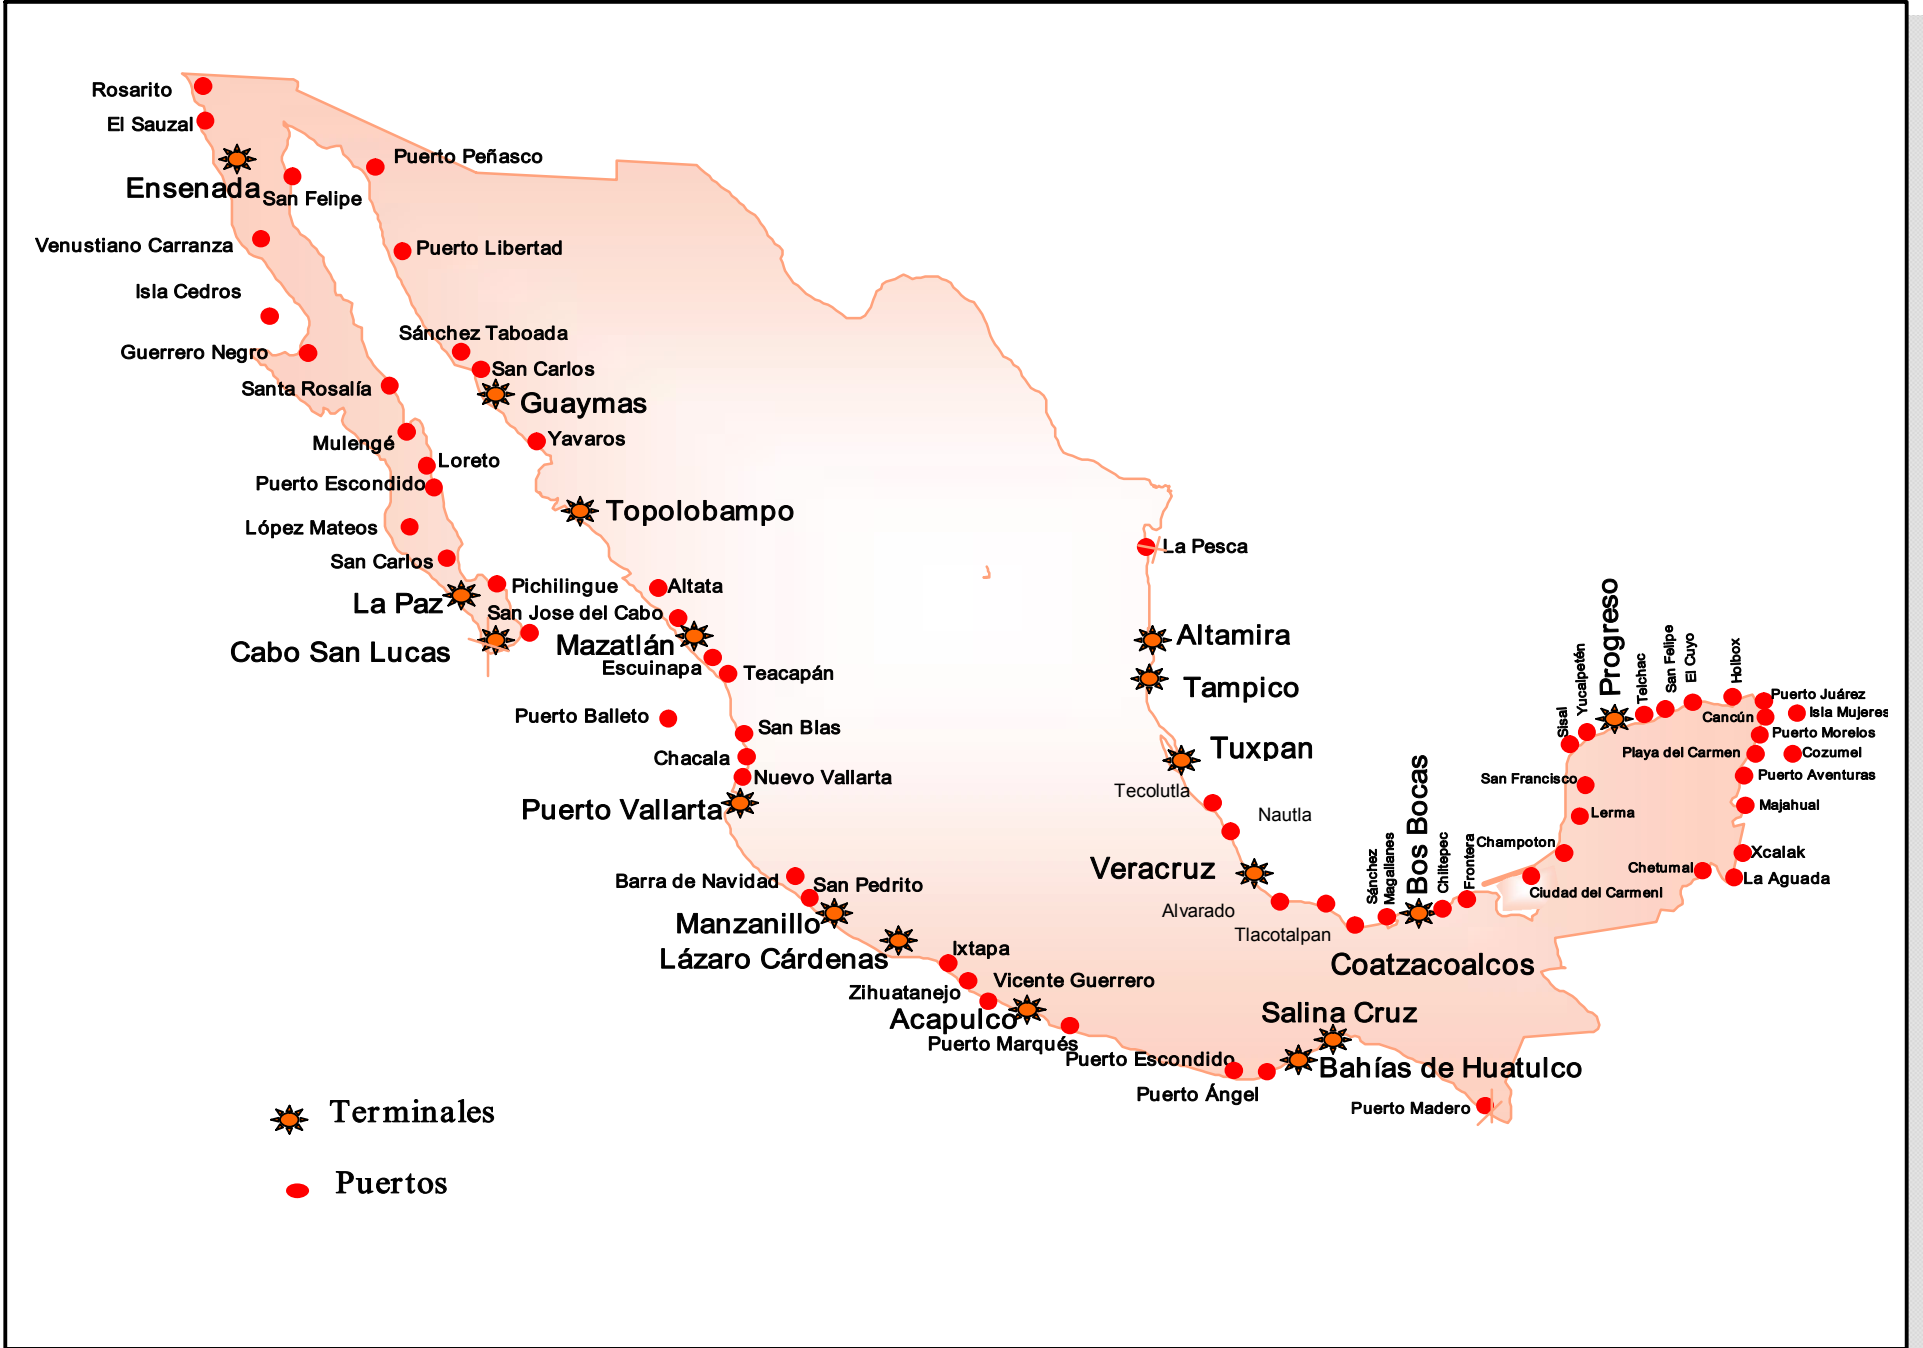 Rosarito
El Sauzal
Ensenada
San Felipe
Puerto Peñasco
Venustiano Carranza
Puerto Libertad
Isla Cedros
Sánchez Taboada
Guerrero Negro
San Carlos
Santa Rosalía
Guaymas
Mulengé
Yavaros
Loreto
Puerto Escondido
López Mateos
Topolobampo
San Carlos
La Pesca
Pichilingue
Altata
La Paz
San Jose del Cabo
Cabo San Lucas
Mazatlán
Escuinapa
Teacapán
Altamira
Tampico
Puerto Balleto
San Blas
Chacala
Nuevo Vallarta
Puerto Vallarta
Tuxpan
Tecolutla
Nautla
Veracruz
Alvarado
Tlacotalpan
Sánchez
Magallanes
Bos Bocas
Chiltepec
Frontera
Coatzacoalcos
Sisal
Yucalpetén
Progreso
Telchac
San Felipe
El Cuyo
Holbox
Puerto Juárez
Isla Mujeres
Cancún
Puerto Morelos
Playa del Carmen
Cozumel
Puerto Aventuras
San Francisco
Majahual
Lerma
Champoton
Xcalak
Chetumal
La Aguada
Ciudad del Carmenl
Barra de Navidad
San Pedrito
Manzanillo
Lázaro Cárdenas
Ixtapa
Zihuatanejo
Vicente Guerrero
Acapulco
Puerto Marqués
Salina Cruz
Puerto Escondido
Bahías de Huatulco
Puerto Ángel
Puerto Madero
Terminales
Puertos